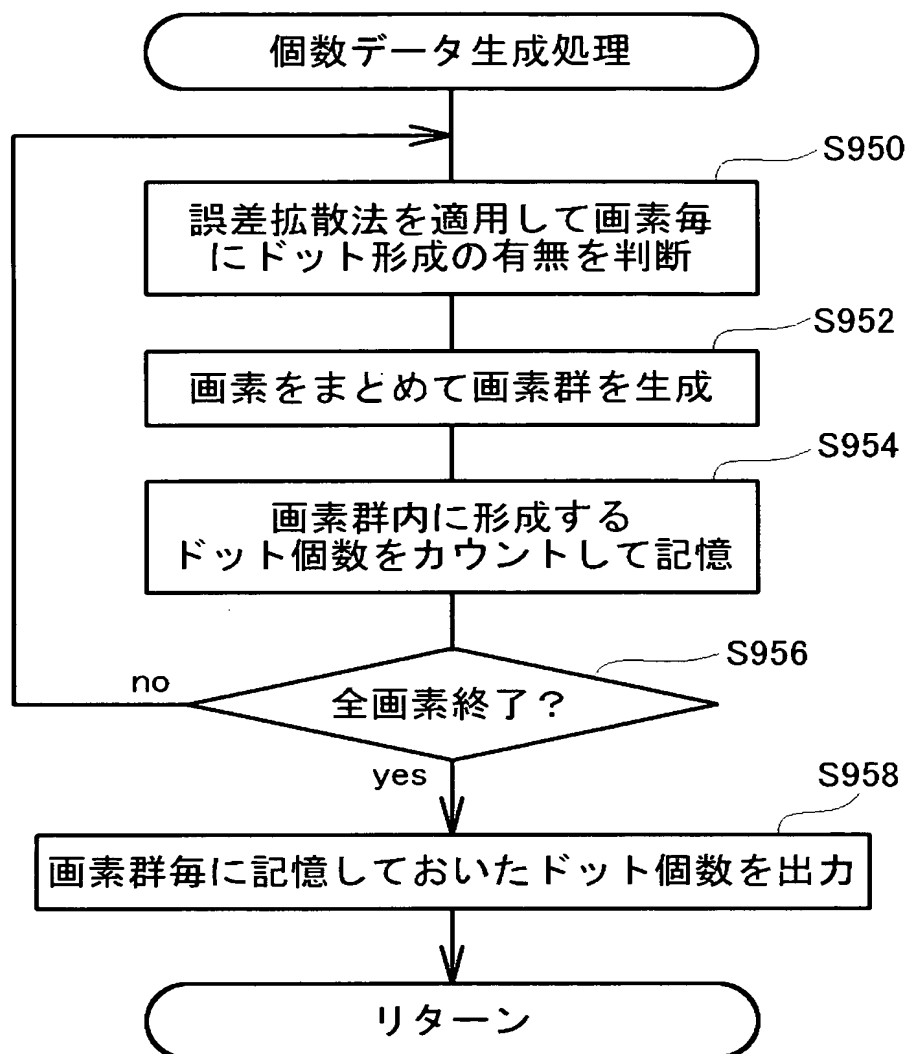 個数データ生成処理
S950
誤差拡散法を適用して画素毎
にドット形成の有無を判断
S952
画素をまとめて画素群を生成
S954
画素群内に形成する
ドット個数をカウントして記憶
S956
no
全画素終了？
yes
S958
画素群毎に記憶しておいたドット個数を出力
リターン